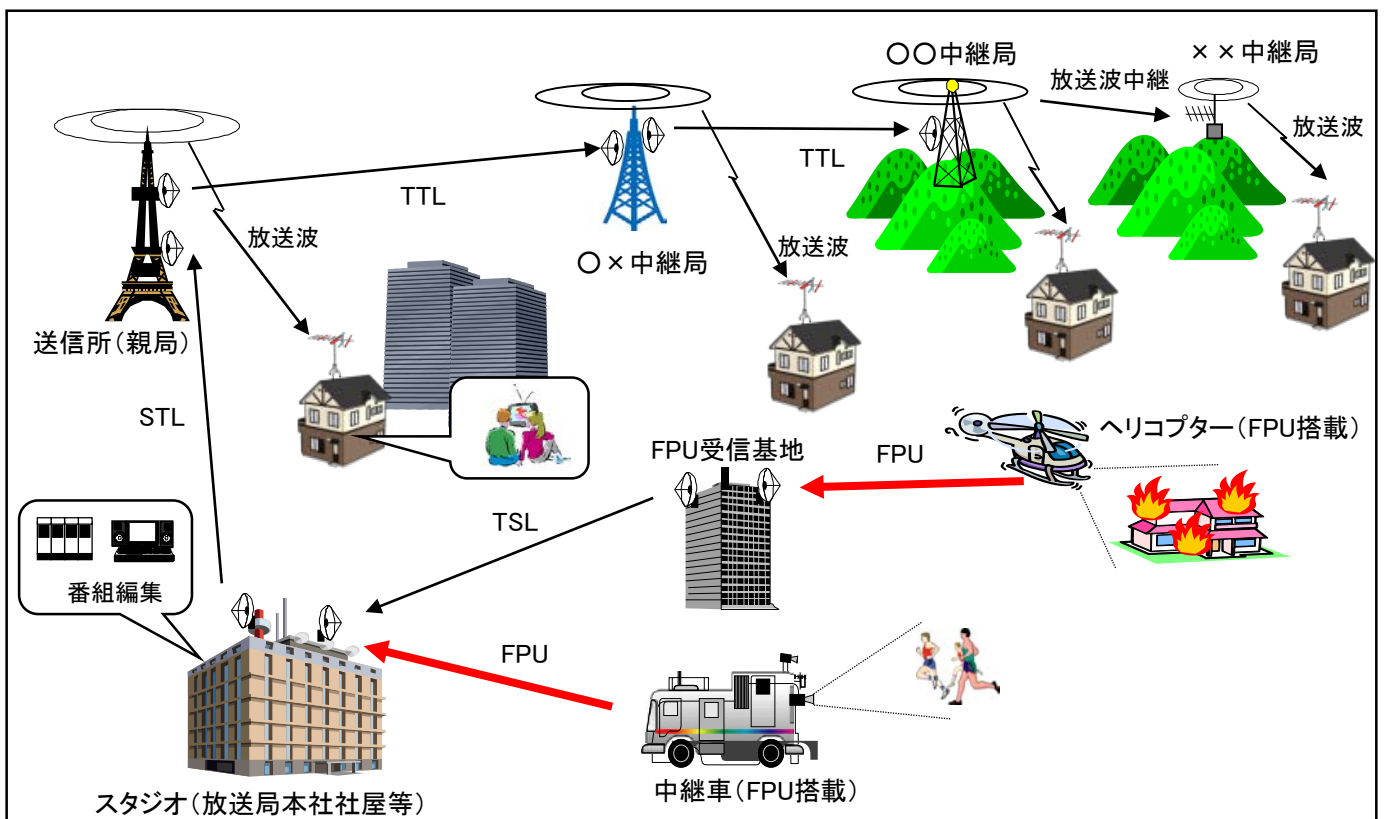 〇〇中継局
××中継局
放送波中継
放送波
TTL
TTL
放送波
〇×中継局
放送波
送信所(親局)
STL
ヘリコプター(FPU搭載)
FPU受信基地
FPU
TSL
番組編集
FPU
中継車(FPU搭載)
スタジオ(放送局本社社屋等)